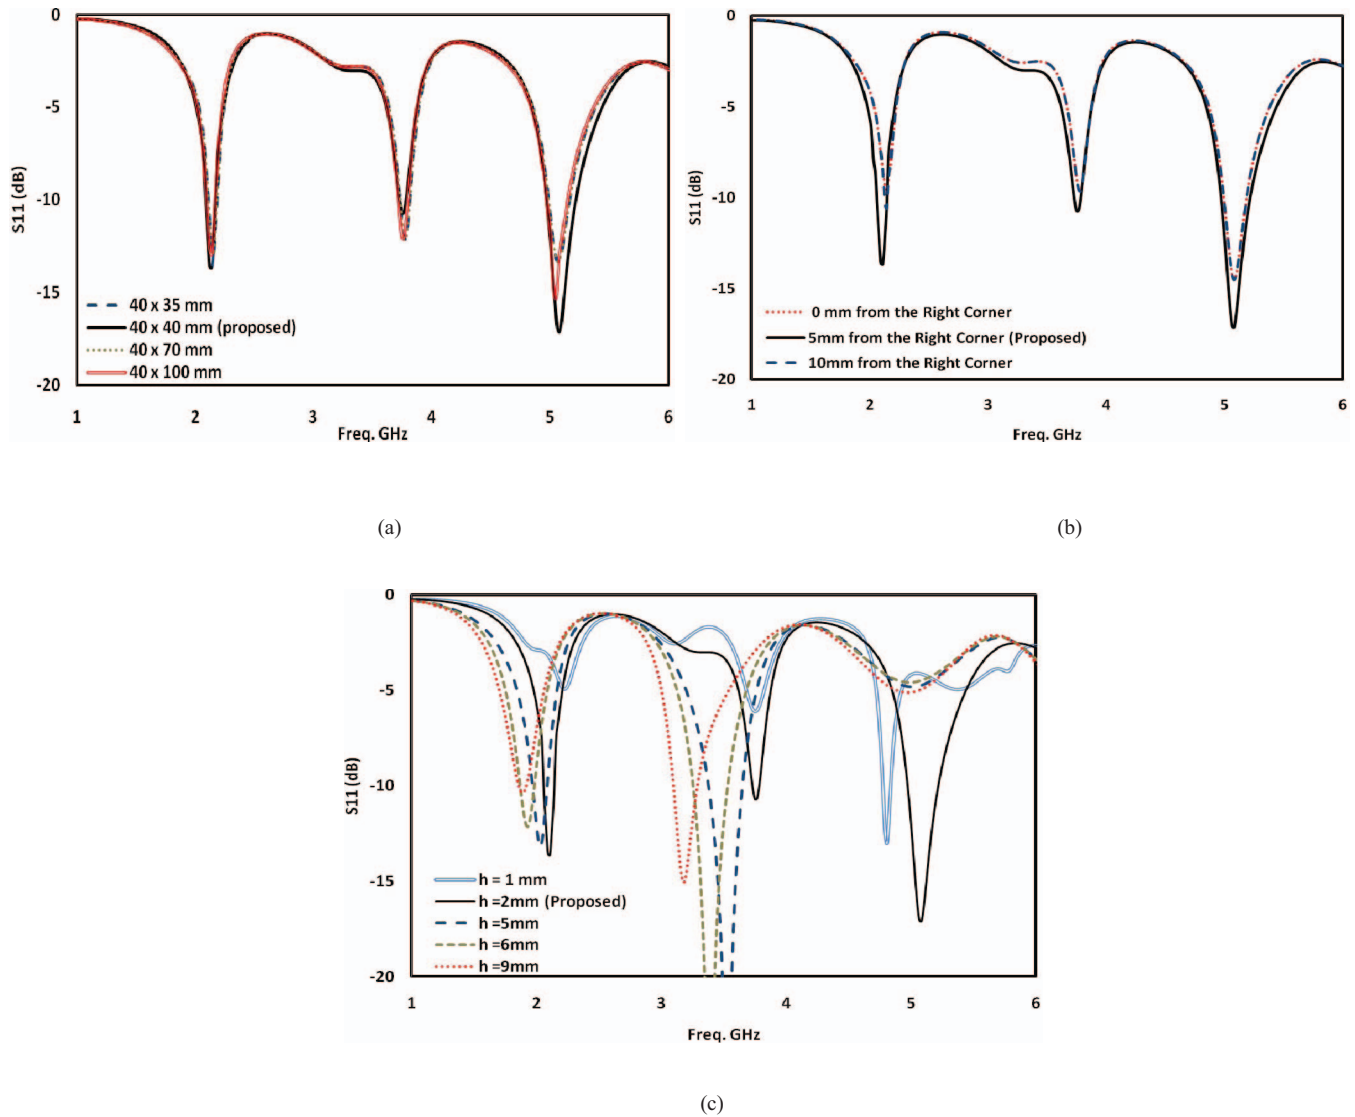 0
-5
-10
-15
-20
S11 (dB)
40 x 35 mm
40 x 40 mm (proposed)
40 x 70 mm
40 x 100 mm
1 2 3 4 5 6
Freq. GHz
(a)
0
-5
-10
-15
-20
S11 (dB)
0 mm from the Right Corner
5mm from the Right Corner (Proposed)
10mm from the Right Corner
1 2 3 4 5 6
Freq. GHz
(b)
0
-5
-10
-15
-20
S11 (dB)
h = 1 mm
h =2mm (Proposed)
h =5mm
h =6mm
h =9mm
1 2 3 4 5 6
Freq. GHz
(c)